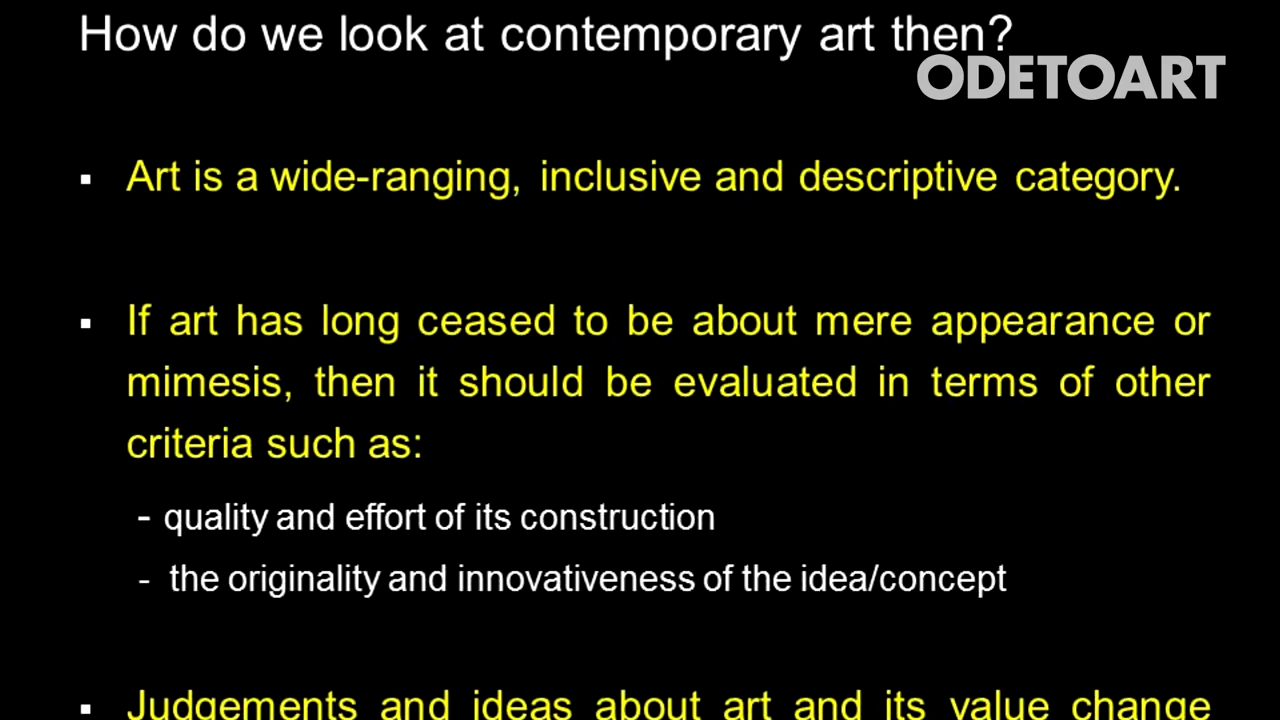 How do we look at contemporary art then?
ODETOART
▪ Art is a wide-ranging, inclusive and descriptive category.
▪ If art has long ceased to be about mere appearance or
mimesis, then it should be evaluated in terms of other
criteria such as:
- quality and effort of its construction
- the originality and innovativeness of the idea/concept
▪ Judgements and ideas about art and its value change